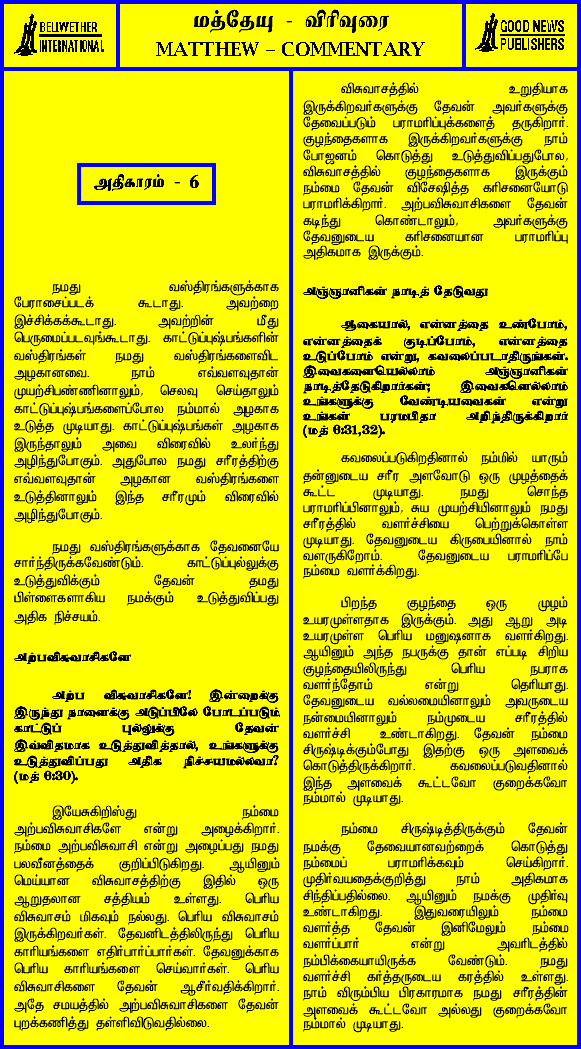 BELLWETHER
INTERNATIONAL
மத்தேயு - விரிவுரை
MATTHEW – COMMENTARY
GOOD NEWS
PUBLISHERS
அதிகாரம் - 6
நமது வஸ்திரங்களுக்காக
பேராசைப்படக் கூடாது. அவற்றை
இச்சிக்கக்கூடாது. அவற்றின் மீது
பெருமைப்படவுங்கூடாது. காட்டுப்புஷ்பங்களின்
வஸ்திரங்கள் நமது வஸ்திரங்களைவிட
அழகானவை. நாம் எவ்வளவுதான்
முயற்சிபண்ணினாலும், செலவு செய்தாலும்
காட்டுப்புஷ்பங்களைப்போல நம்மால் அழகாக
உடுத்த முடியாது. காட்டுப்புஷ்பங்கள் அழகாக
இருந்தாலும் அவை விரைவில் உலர்ந்து
அழிந்துபோகும். அதுபோல நமது சரீரத்திற்கு
எவ்வளவுதான் அழகான வஸ்திரங்களை
உடுத்தினாலும் இந்த சரீரமும் விரைவில்
அழிந்துபோகும்.
நமது வஸ்திரங்களுக்காக தேவனையே
சார்ந்திருக்கவேண்டும். காட்டுப்புல்லுக்கு
உடுத்துவிக்கும் தேவன் தமது
பிள்ளைகளாகிய நமக்கும் உடுத்துவிப்பது
அதிக நிச்சயம்.
அற்பவிசுவாசிகளே
அற்ப விசுவாசிகளே! இன்றைக்கு
இருந்து நாளைக்கு அடுப்பிலே போடப்படும்
காட்டுப் புல்லுக்கு தேவன்
இவ்விதமாக உடுத்துவித்தால், உங்களுக்கு
உடுத்துவிப்பது அதிக நிச்சயமல்லவா?
(மத் 6:30).
இயேசுகிறிஸ்து நம்மை
அற்பவிசுவாசிகளே என்று அழைக்கிறார்.
நம்மை அற்பவிசுவாசி என்று அழைப்பது நமது
பலவீனத்தைக் குறிப்பிடுகிறது. ஆயினும்
மெய்யான விசுவாசத்திற்கு இதில் ஒரு
ஆறுதலான சத்தியம் உள்ளது. பெரிய
விசுவாசம் மிகவும் நல்லது. பெரிய விசுவாசம்
இருக்கிறவர்கள். தேவனிடத்திலிருந்து பெரிய
காரியங்களை எதிர்பார்ப்பார்கள். தேவனுக்காக
பெரிய காரியங்களை செய்வார்கள். பெரிய
விசுவாசிகளை தேவன் ஆசீர்வதிக்கிறார்.
அதே சமயத்தில் அற்பவிசுவாசிகளை தேவன்
புறக்கணித்து தள்ளிவிடுவதில்லை.
விசுவாசத்தில் உறுதியாக
இருக்கிறவர்களுக்கு தேவன் அவர்களுக்கு
தேவைப்படும் பராமரிப்புக்களைத் தருகிறார்.
குழந்தைகளாக இருக்கிறவர்களுக்கு நாம்
போஜனம் கொடுத்து உடுத்துவிப்பதுபோல,
விசுவாசத்தில் குழந்தைகளாக இருக்கும்
நம்மை தேவன் விசேஷித்த கரிசனையோடு
பராமரிக்கிறார். அற்பவிசுவாசிகளை தேவன்
கடிந்து கொண்டாலும், அவர்களுக்கு
தேவனுடைய கரிசனையான பராமரிப்பு
அதிகமாக இருக்கும்.
அஞ்ஞானிகள் நாடித் தேடுவது
ஆகையால், என்னத்தை உண்போம்,
என்னத்தைக் குடிப்போம், என்னத்தை
உடுப்போம் என்று, கவலைப்படாதிருங்கள்.
இவைகளையெல்லாம் அஞ்ஞானிகள்
நாடித்தேடுகிறார்கள்; இவைகளெல்லாம்
உங்களுக்கு வேண்டியவைகள் என்று
உங்கள் பரமபிதா அறிந்திருக்கிறார்
(மத் 6:31,32).
கவலைப்படுகிறதினால் நம்மில் யாரும்
தன்னுடைய சரீர அளவோடு ஒரு முழத்தைக்
கூட்ட முடியாது. நமது சொந்த
பராமரிப்பினாலும், சுய முயற்சியினாலும் நமது
சரீரத்தில் வளர்ச்சியை பெற்றுக்கொள்ள
முடியாது. தேவனுடைய கிருபையினால் நாம்
வளருகிறோம். தேவனுடைய பராமரிப்பே
நம்மை வளர்க்கிறது.
பிறந்த குழந்தை ஒரு முழம்
உயரமுள்ளதாக இருக்கும். அது ஆறு அடி
உயரமுள்ள பெரிய மனுஷனாக வளர்கிறது.
ஆயினும் அந்த நபருக்கு தான் எப்படி சிறிய
குழந்தையிலிருந்து பெரிய நபராக
வளர்ந்தோம் என்று தெரியாது.
தேவனுடைய வல்லமையினாலும் அவருடைய
நன்மையினாலும் நம்முடைய சரீரத்தில்
வளர்ச்சி உண்டாகிறது. தேவன் நம்மை
சிருஷ்டிக்கும்போது இதற்கு ஒரு அளவைக்
கொடுத்திருக்கிறார். கவலைப்படுவதினால்
இந்த அளவைக் கூட்டவோ குறைக்கவோ
நம்மால் முடியாது.
நம்மை சிருஷ்டித்திருக்கும் தேவன்
நமக்கு தேவையானவற்றைக் கொடுத்து
நம்மைப் பராமரிக்கவும் செய்கிறார்.
முதிர்வயதைக்குறித்து நாம் அதிகமாக
சிந்திப்பதில்லை. ஆயினும் நமக்கு முதிர்வு
உண்டாகிறது. இதுவரையிலும் நம்மை
வளர்த்த தேவன் இனிமேலும் நம்மை
வளர்ப்பார் என்று அவரிடத்தில்
நம்பிக்கையாயிருக்க வேண்டும். நமது
வளர்ச்சி கர்த்தருடைய கரத்தில் உள்ளது.
நாம் விரும்பிய பிரகாரமாக நமது சரீரத்தின்
அளவைக் கூட்டவோ அல்லது குறைக்கவோ
நம்மால் முடியாது.